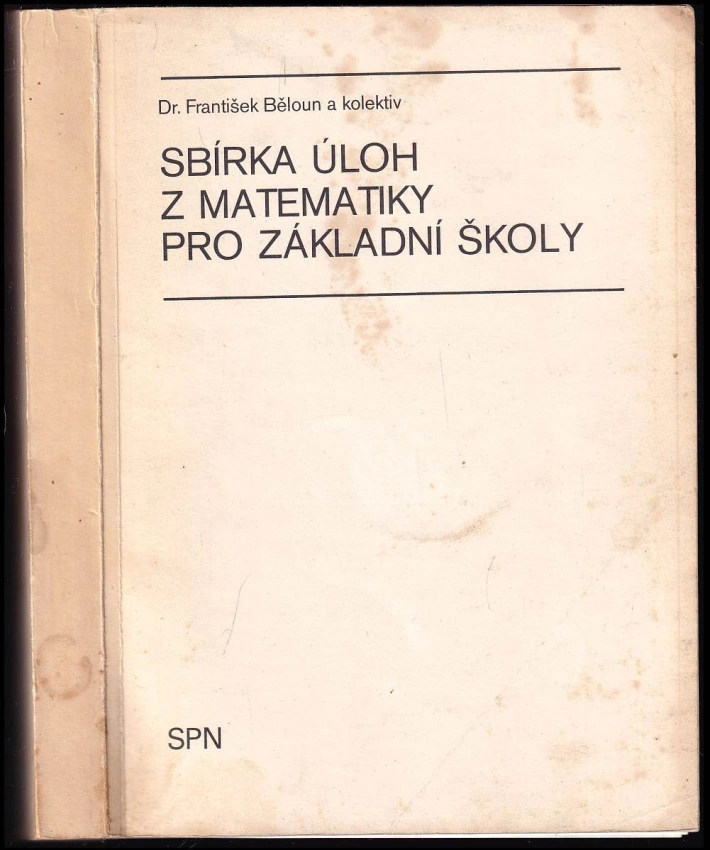 Dr. František Běloun a kolektiv
SBÍRKA ÚLOH
Z MATEMATIKY
PRO ZÁKLADNÍ ŠKOLY
SPN